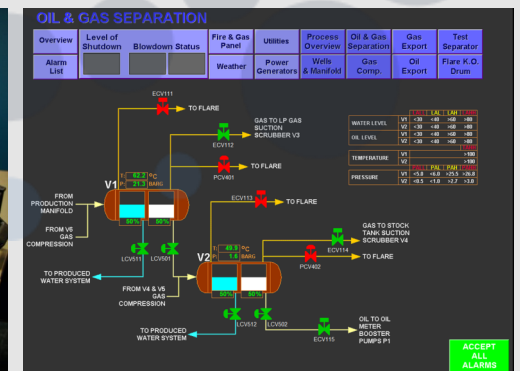 OIL & GAS SEPARATION
Overview
Level of
Shutdown
Blowdown Status
Fire & Gas
Panel
Utilities
Process
Overview
Oil & Gas
Separation
Gas
Export
Test
Separator
Alarm
List
Weather
Power
Generators
Wells
& Manifold
Gas
Comp.
Oil
Export
Flare K.O.
Drum
ECV111
TO FLARE
GAS TO LP GAS
SUCTION
SCRUBBER V3
ECV112
TO FLARE
PCV401
T: 62.2 °C
P: 21.3 BARG
V1
50% 50%
FROM
PRODUCTION
MANIFOLD
FROM V6
GAS
COMPRESSION
LCV511
LCV501
TO PRODUCED
WATER SYSTEM
FROM V4 & V5
GAS
COMPRESSION
ECV113
TO FLARE
GAS TO STOCK
TANK SUCTION
SCRUBBER V4
ECV114
PCV402
TO FLARE
T: 49.9 °C
P: 1.6 BARG
V2
50% 50%
LCV512
LCV502
TO PRODUCED
WATER SYSTEM
ECV115
OIL TO OIL
METER
BOOSTER
PUMPS P1
LAL LAH
WATER LEVEL V1 <30 <40 >60 >80
V2 <30 <40 >60 >80
OIL LEVEL V1 <30 <40 >60 >80
V2 <30 <40 >60 >80
TEMPERATURE V1 >100
V2 >100
PAL PAH
PRESSURE V1 <5.0 <6.0 >25.5 >26.0
V2 <0.5 <1.0 >2.7 >3.0
ACCEPT
ALL
ALARMS